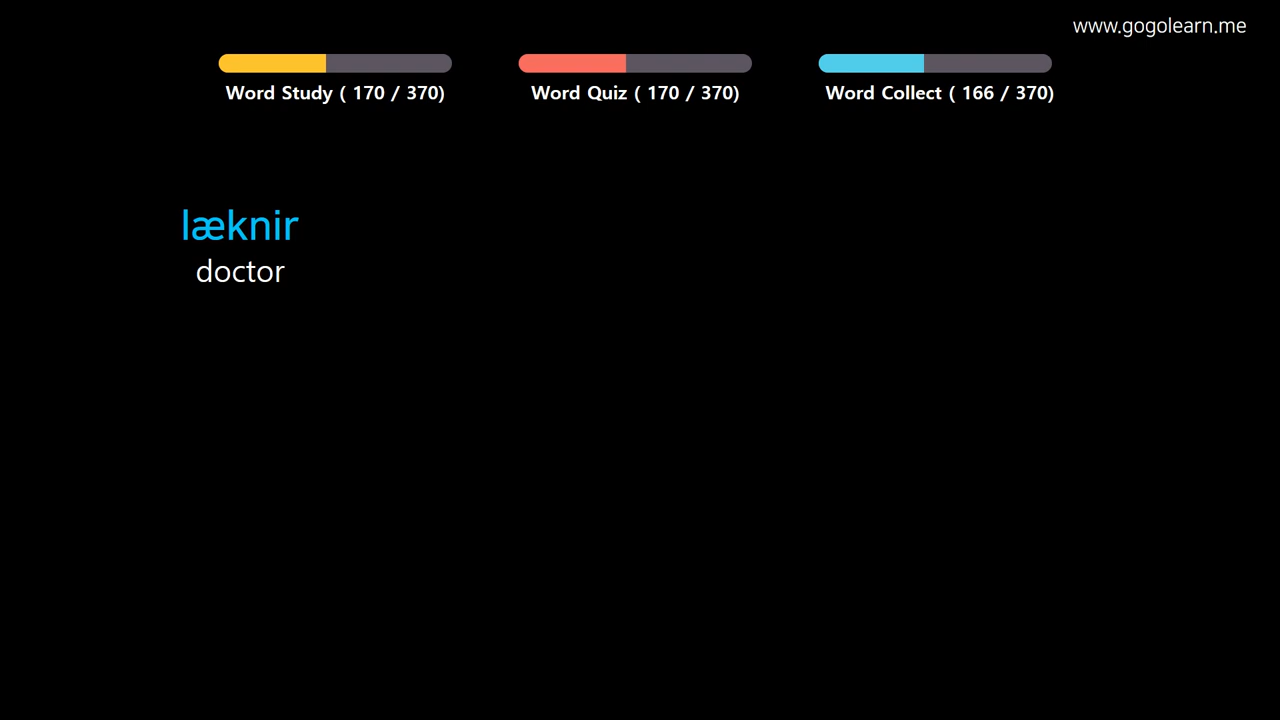 www.gogolearn.me
Word Study ( 170 / 370)
Word Quiz ( 170 / 370)
Word Collect ( 166 / 370)
læknir
doctor